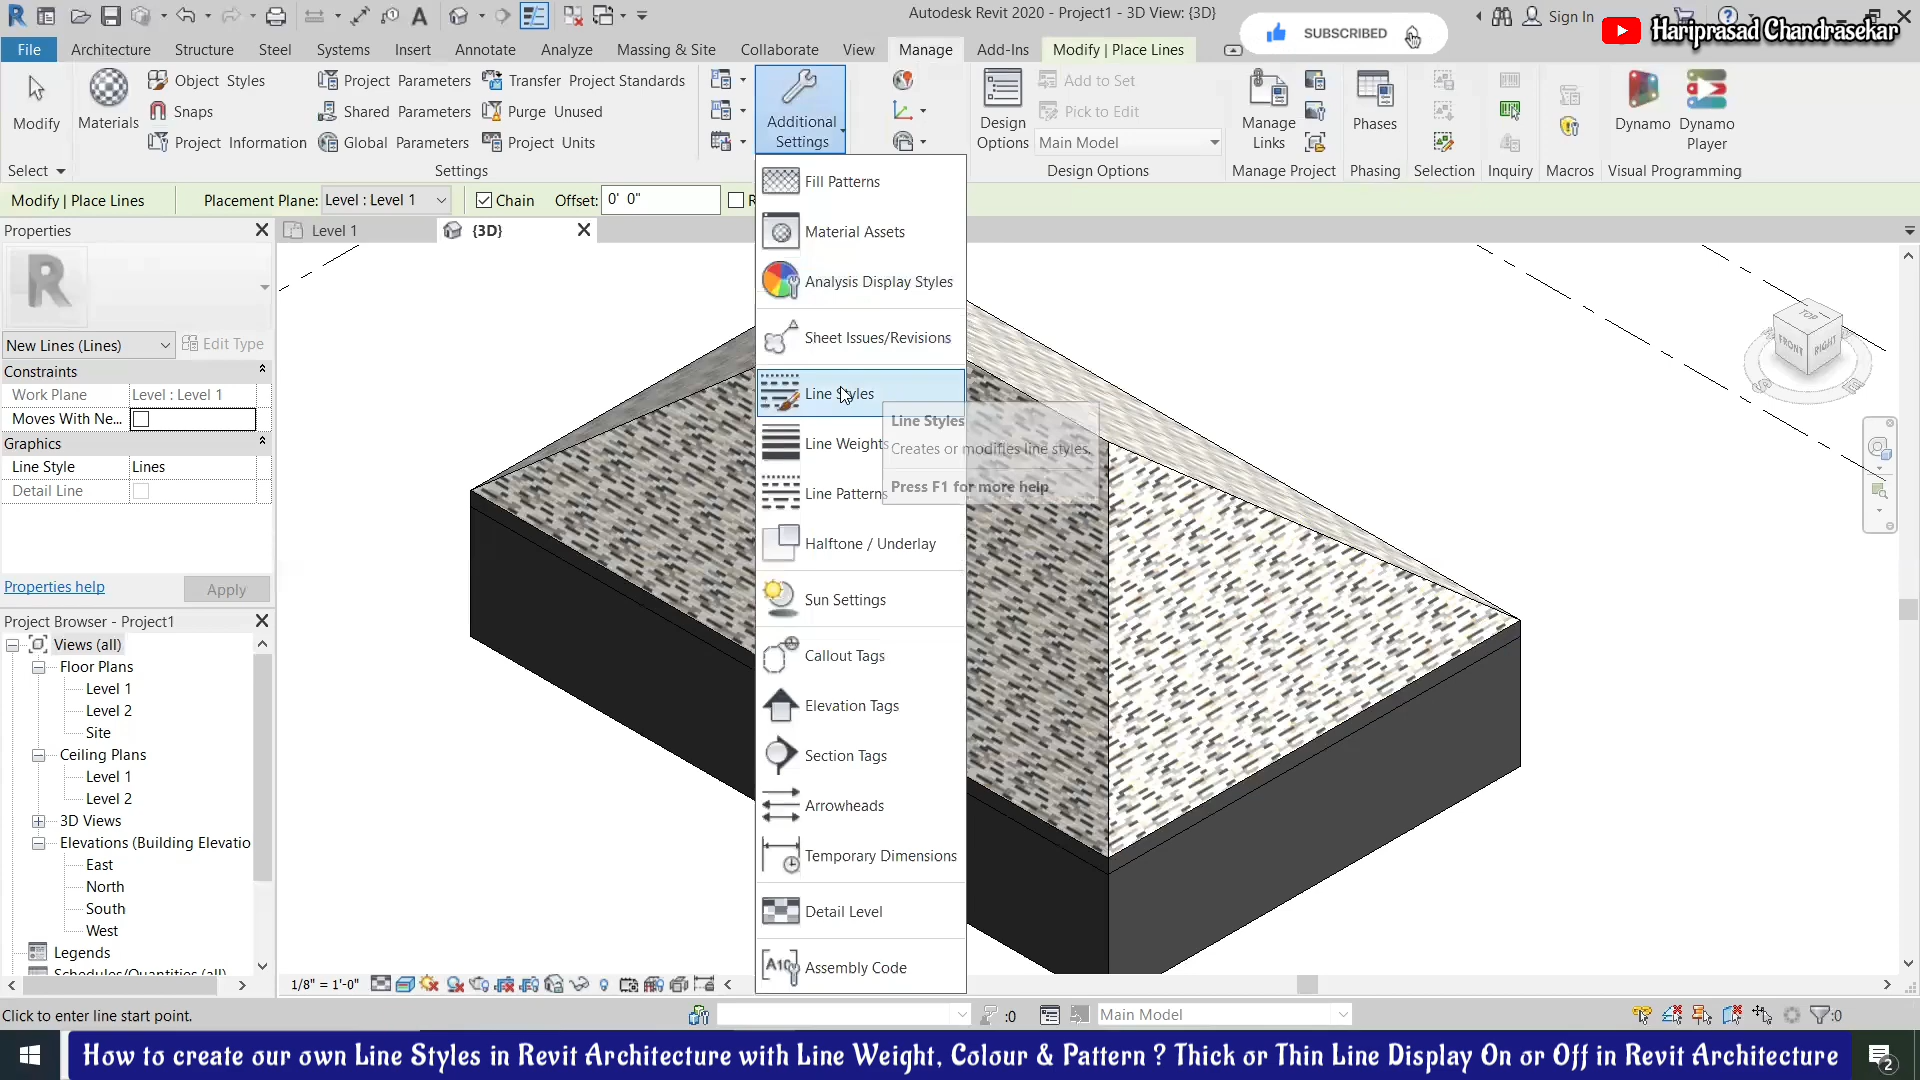 Autodesk Revit 2020 - Project1 - 3D View: {3D}
Sign In
SUBSCRIBED
Hariprasad Chandrasekar
File
Architecture
Structure
Steel
Systems
Insert
Annotate
Analyze
Massing & Site
Collaborate
View
Manage
Add-Ins
Modify | Place Lines
Modify
Materials
Object Styles
Snaps
Project Information
Project Parameters
Shared Parameters
Global Parameters
Transfer Project Standards
Purge Unused
Project Units
Additional
Settings
Design
Options
Add to Set
Pick to Edit
Main Model
Manage
Links
Phases
Dynamo
Dynamo
Player
Select
Settings
Design Options
Manage Project
Phasing
Selection
Inquiry
Macros
Visual Programming
Modify | Place Lines
Placement Plane:
Level : Level 1
Chain
Offset:
0' 0"
Properties
Level 1
{3D}
R
New Lines (Lines)
Edit Type
Constraints
Work Plane
Level : Level 1
Moves With Ne...
Graphics
Line Style
Lines
Detail Line
Properties help
Apply
Project Browser - Project1
Views (all)
Floor Plans
Level 1
Level 2
Site
Ceiling Plans
Level 1
Level 2
3D Views
Elevations (Building Elevatio
East
North
South
West
Legends
Schedules/Quantities (all)
Fill Patterns
Material Assets
Analysis Display Styles
Sheet Issues/Revisions
Line Styles
Line Weights
Line Patterns
Halftone / Underlay
Sun Settings
Callout Tags
Elevation Tags
Section Tags
Arrowheads
Temporary Dimensions
Detail Level
Assembly Code
Line Styles
Creates or modifies line styles.
Press F1 for more help
TOP
FRONT
RIGHT
S
E
1/8" = 1'-0"
Click to enter line start point.
:0
Main Model
:0
How to create our own Line Styles in Revit Architecture with Line Weight, Colour & Pattern ? Thick or Thin Line Display On or Off in Revit Architecture
2